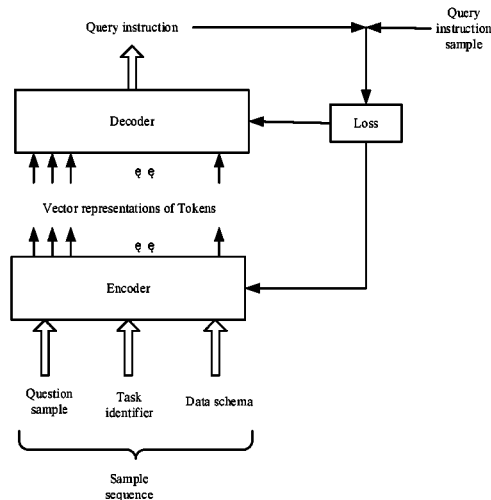 Query instruction
Query
instruction
sample
Decoder
Loss
e e
Vector representations of Tokens
e e
Encoder
Question
sample
Task
identifier
Data schema
Sample
sequence